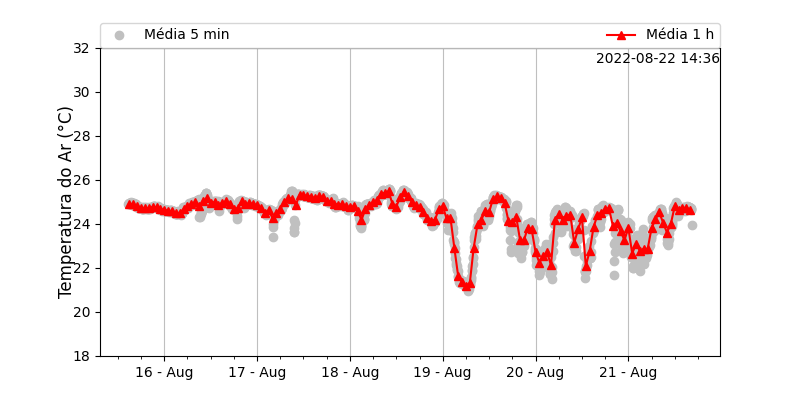 Média 5 min
Média 1 h
2022-08-22 14:36
Temperatura do Ar (°C)
32
30
28
26
24
22
20
18
16 - Aug
17 - Aug
18 - Aug
19 - Aug
20 - Aug
21 - Aug